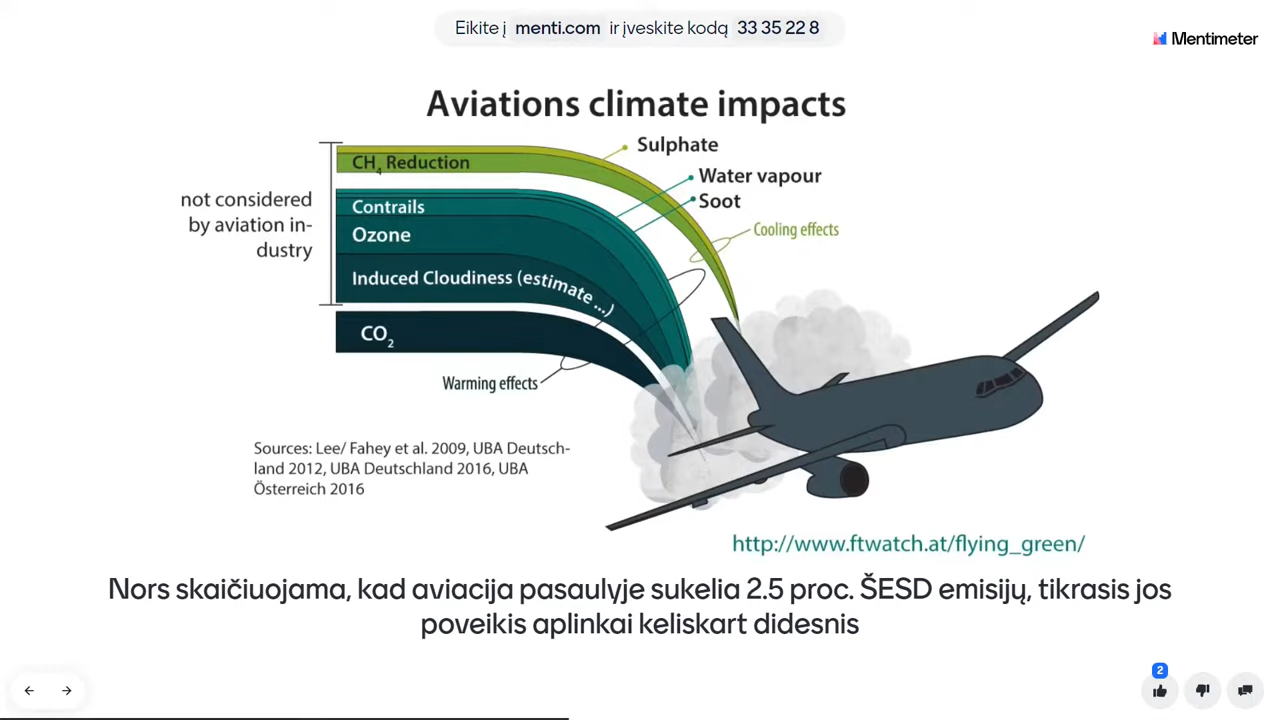 Eikite į menti.com ir įveskite kodą 33 35 22 8
Mentimeter
Aviations climate impacts
Sulphate
CH₄ Reduction
Water vapour
Soot
not considered
by aviation in-
dustry
Contrails
Ozone
Cooling effects
Induced Cloudiness (estimate ...)
CO₂
Warming effects
Sources: Lee/ Fahey et al. 2009, UBA Deutsch-
land 2012, UBA Deutschland 2016, UBA
Österreich 2016
http://www.ftwatch.at/flying_green/
Nors skaičiuojama, kad aviacija pasaulyje sukelia 2.5 proc. ŠESD emisijų, tikrasis jos
poveikis aplinkai keliskart didesnis
2